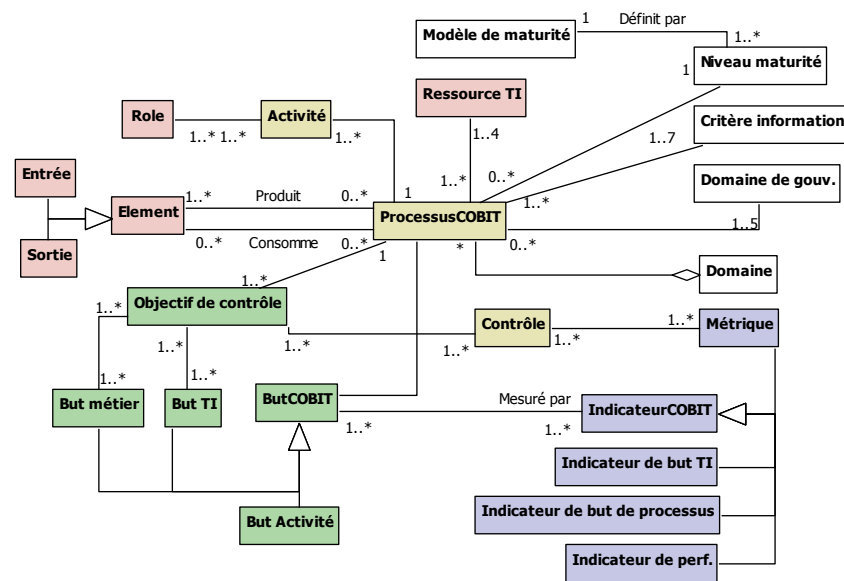 1
Définit par
Modèle de maturité
1..*
Niveau maturité
1
Ressource TI
Role
Activité
Critère information
1..* 1..*
1..*
1..4
1..7
Entrée
Domaine de gouv.
1..*
Produit
0..*
1
1..*
0..*
1..*
Element
ProcessusCOBIT
1..5
0..*
Consomme
0..*
1
*
0..*
Sortie
Domaine
1..*
Objectif de contrôle
1..*
Contrôle
1..*
Métrique
1..*
1..*
1..*
1..*
1..*
1..*
But métier
But TI
ButCOBIT
Mesuré par
IndicateurCOBIT
1..*
1..*
Indicateur de but TI
But Activité
Indicateur de but de processus
Indicateur de perf.